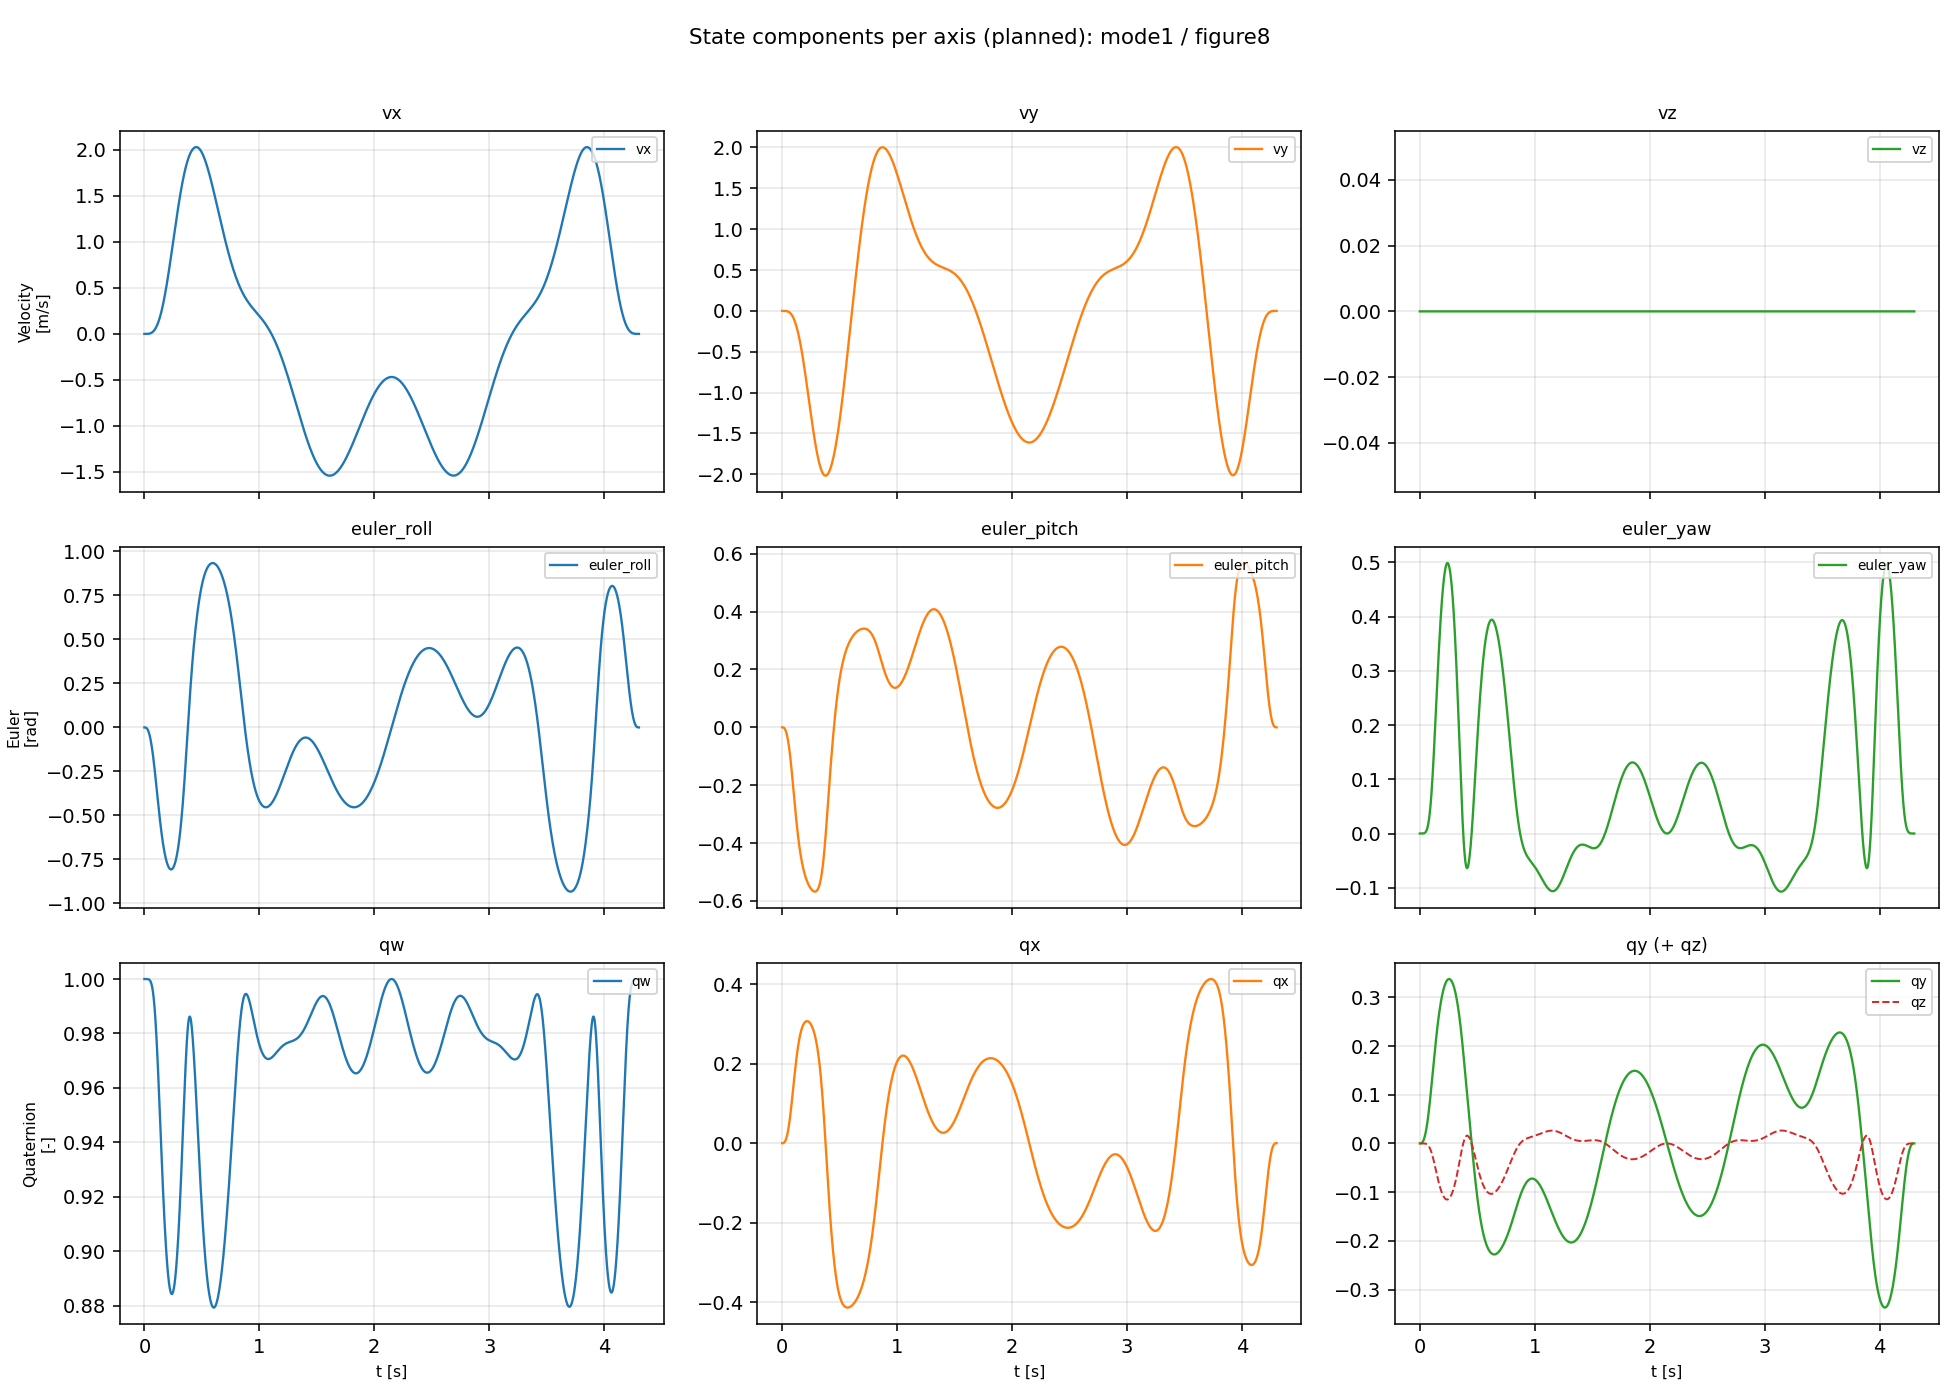 State components per axis (planned): mode1 / figure8
vx
2.0
1.5
1.0
0.5
0.0
−0.5
−1.0
−1.5
Velocity
[m/s]
vx
vy
2.0
1.5
1.0
0.5
0.0
−0.5
−1.0
−1.5
−2.0
vy
vz
0.04
0.02
0.00
−0.02
−0.04
vz
euler_roll
1.00
0.75
0.50
0.25
0.00
−0.25
−0.50
−0.75
−1.00
Euler
[rad]
euler_roll
euler_pitch
0.6
0.4
0.2
0.0
−0.2
−0.4
−0.6
euler_pitch
euler_yaw
0.5
0.4
0.3
0.2
0.1
0.0
−0.1
euler_yaw
qw
1.00
0.98
0.96
0.94
0.92
0.90
0.88
Quaternion
[-]
qw
0 1 2 3 4
t [s]
qx
0.4
0.2
0.0
−0.2
−0.4
qx
0 1 2 3 4
t [s]
qy (+ qz)
0.3
0.2
0.1
0.0
−0.1
−0.2
−0.3
qy
qz
0 1 2 3 4
t [s]